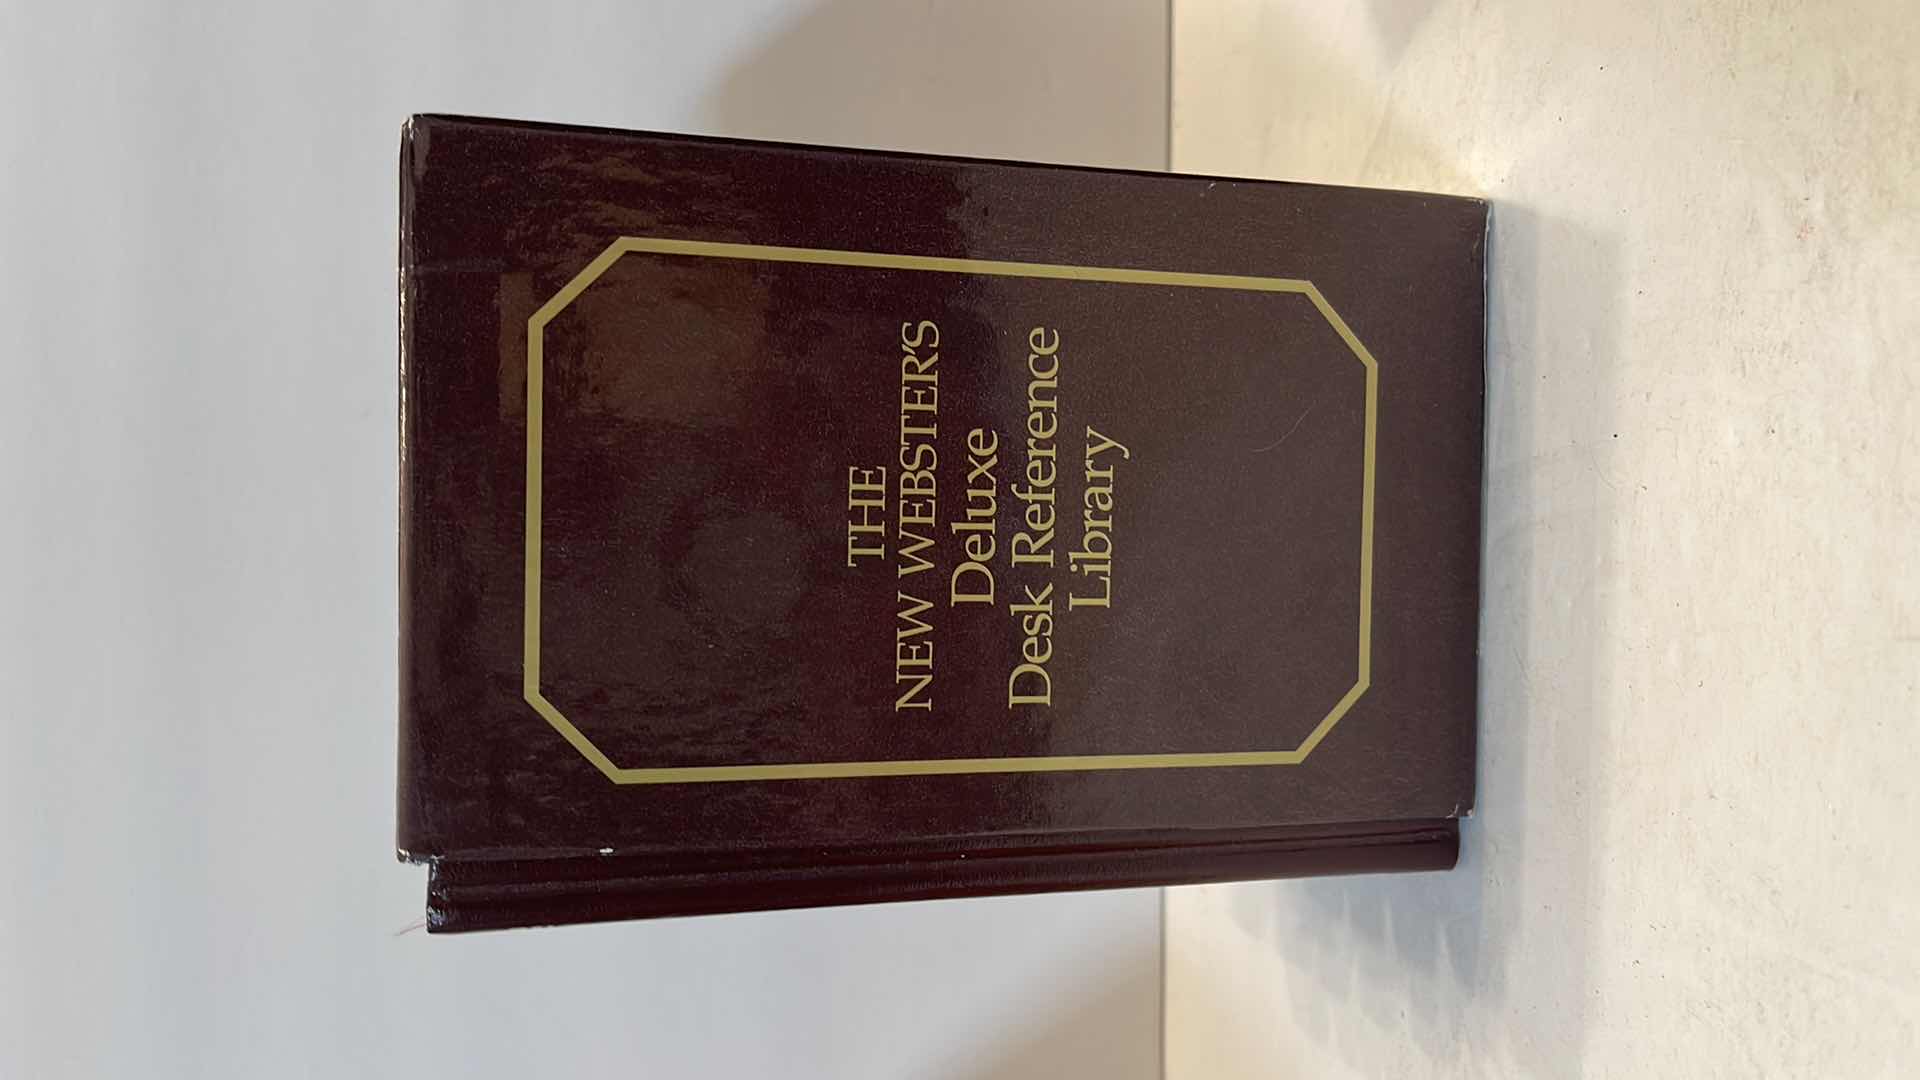 THE
NEW WEBSTER'S
Deluxe
Desk Reference
Library